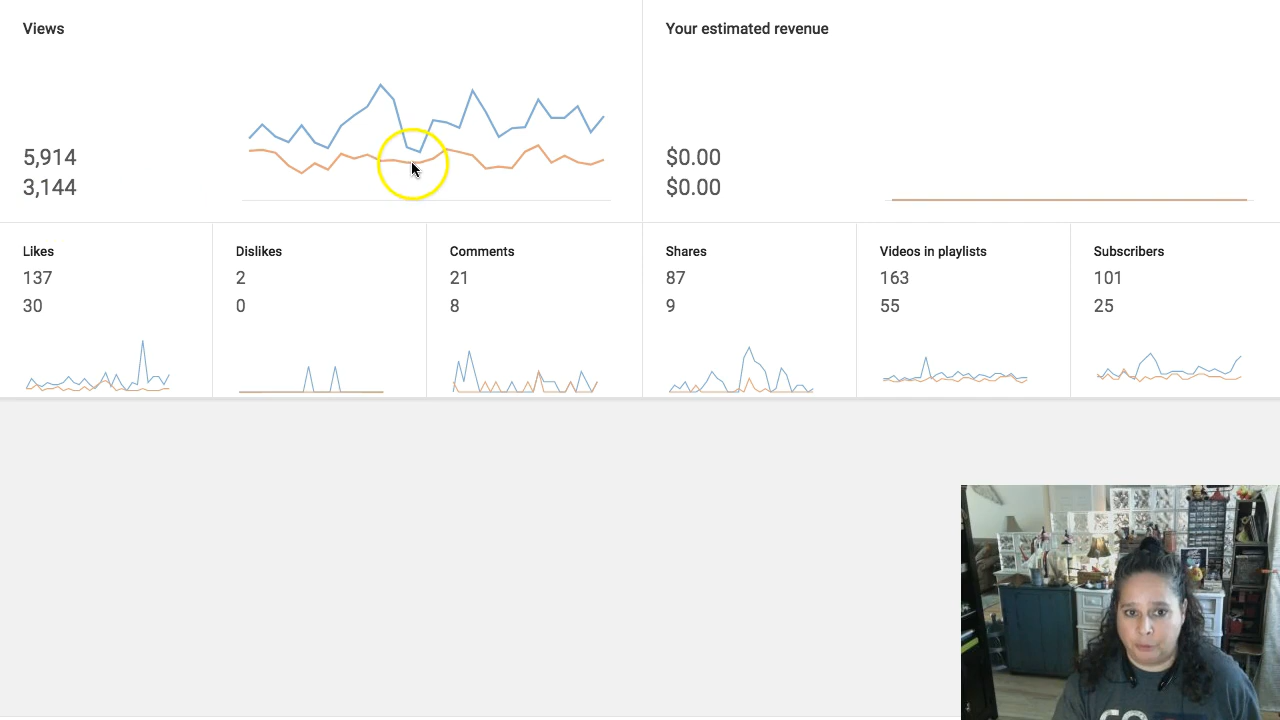 Views
5,914
3,144
Your estimated revenue
$0.00
$0.00
Likes
137
30
Dislikes
2
0
Comments
21
8
Shares
87
9
Videos in playlists
163
55
Subscribers
101
25